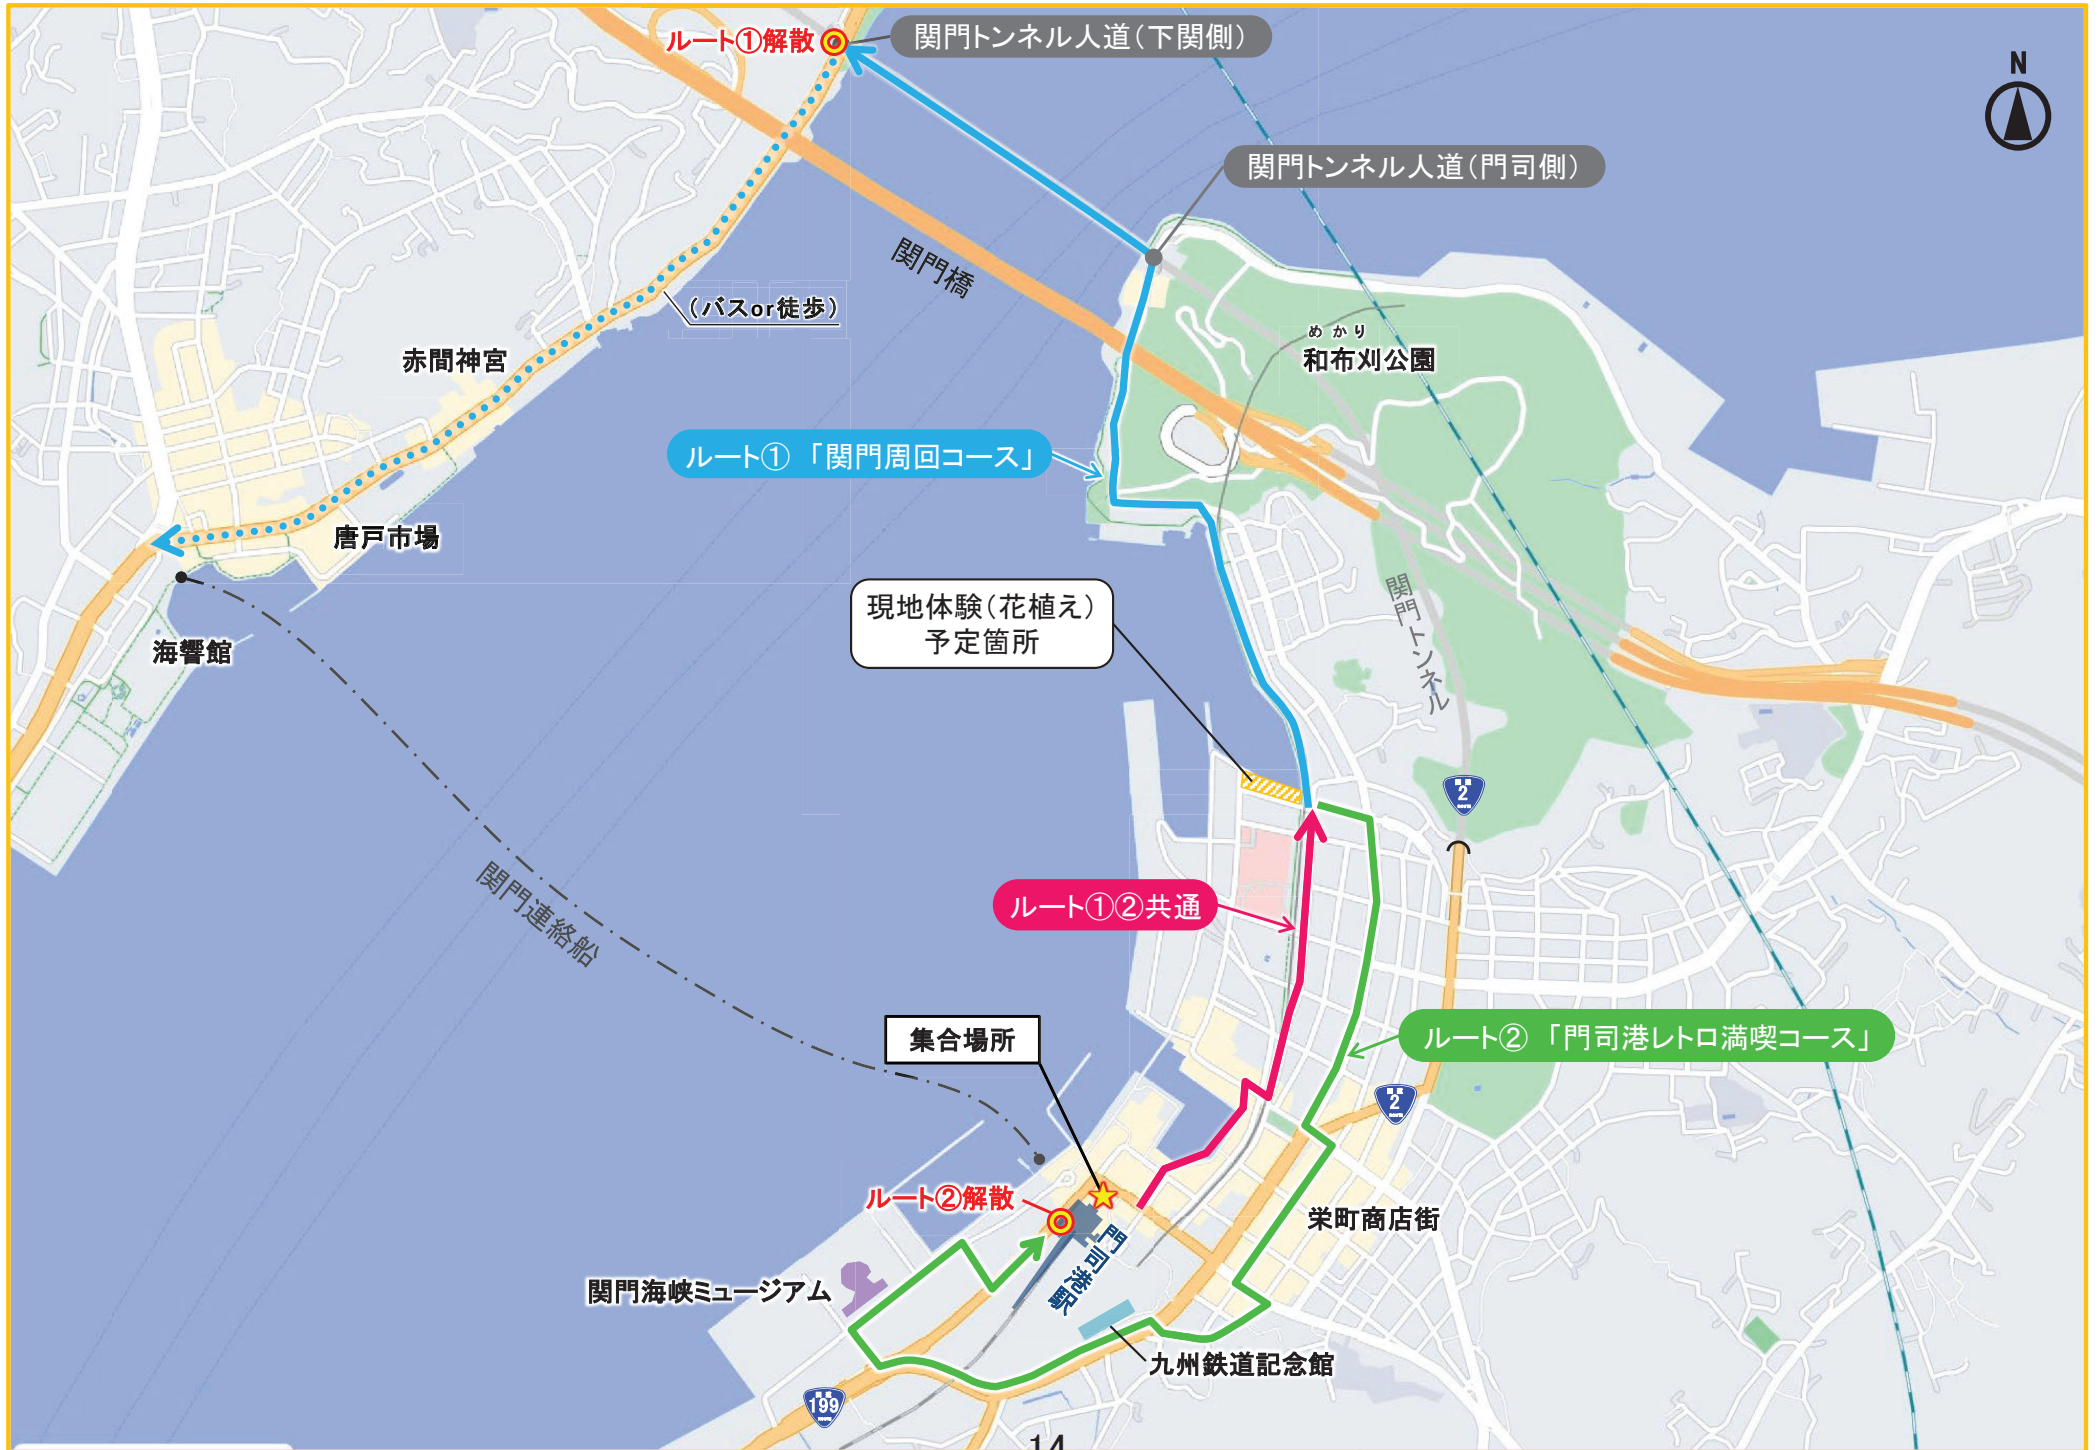 ルート①解散
関門トンネル人道(下関側)
N
関門トンネル人道(門司側)
関門橋
(バスor徒歩)
めかり
和布刈公園
赤間神宮
ルート① 「関門周回コース」
唐戸市場
現地体験(花植え)
予定箇所
関門トンネル
海響館
2
関門連絡船
ルート①②共通
集合場所
ルート② 「門司港レトロ満喫コース」
2
ルート②解散
栄町商店街
門司港駅
関門海峡ミュージアム
九州鉄道記念館
199
14